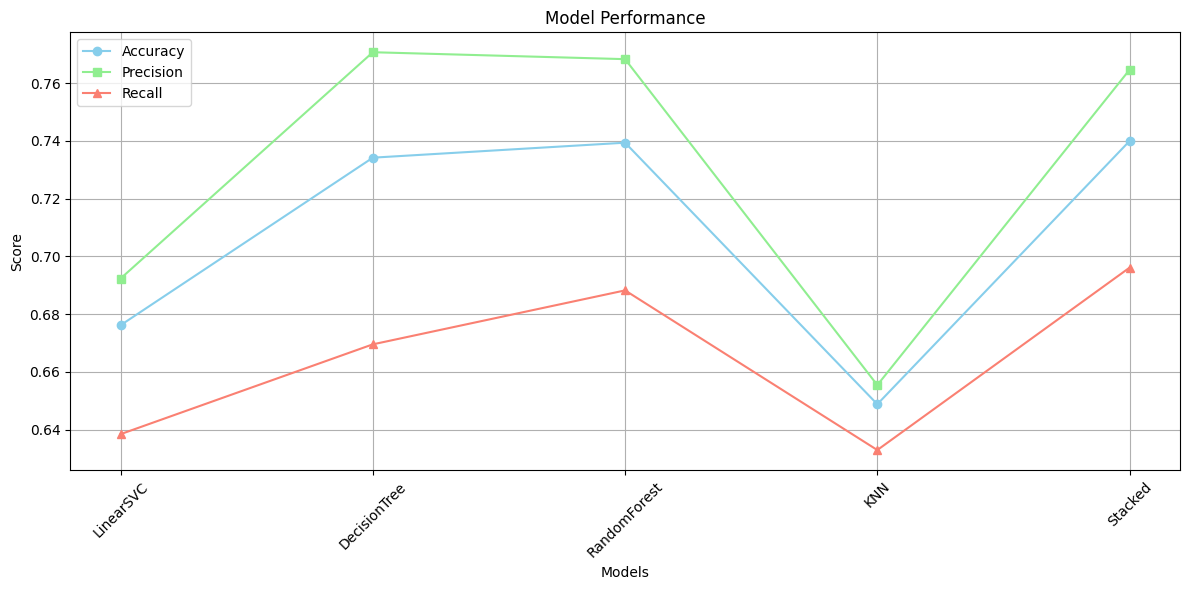 Model Performance
Accuracy
Precision
Recall
0.76
0.74
0.72
0.70
0.68
0.66
0.64
Score
LinearSVC
DecisionTree
RandomForest
KNN
Stacked
Models